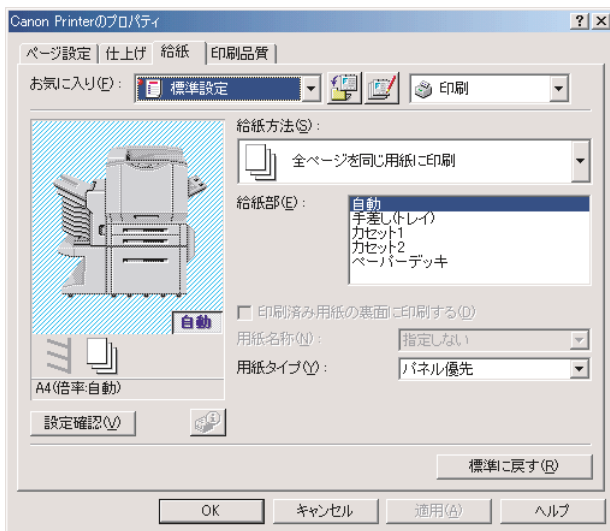 Canon Printerのプロパティ
ページ設定 仕上げ 給紙 印刷品質
お気に入り(F): 標準設定 印刷
給紙方法(S):
全ページを同じ用紙に印刷
給紙部(E):
自動
手差し(トレイ)
カセット1
カセット2
ペーパーデッキ
自動
印刷済み用紙の裏面に印刷する(D)
用紙名称(N): 指定しない
用紙タイプ(Y): パネル優先
A4(倍率:自動)
設定確認(V)
標準に戻す(R)
OK キャンセル 適用(A) ヘルプ